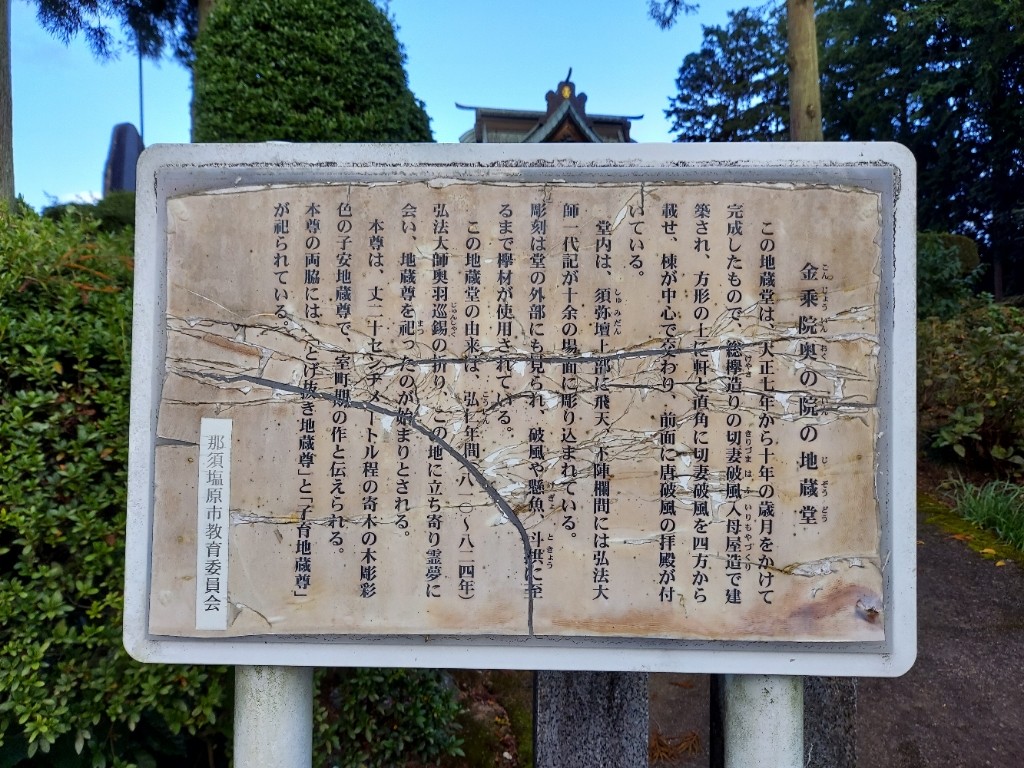 金乗院奥の院の地蔵堂
この地蔵堂は、大正七年から十年の歳月をかけて
完成したもので、総欅造りの切妻破風入母屋造で建
築され、方形の上に軒と直角に切妻破風を四方から
載せ、棟が中心で交わり、前面に唐破風の拝殿が付
いている。
堂内は、須弥壇上部に飛天、下陣欄間には弘法大
師一代記が十余の場面に彫り込まれている。
彫刻は堂の外部にも見られ、破風や懸魚、斗栱に至
るまで欅材が使用されている。
この地蔵堂の由来は、弘仁年間(八一〇〜八二四年)
弘法大師奥羽巡錫の折り、この地に立ち寄り霊夢に
会い、地蔵尊を祀ったのが始まりとされる。
本尊は、丈二十センチメートル程の寄木の木彫彩
色の子安地蔵尊で、室町期の作と伝えられる。
本尊の両脇には、「とげ抜き地蔵尊」と「子育地蔵尊」
が祀られている。
那須塩原市教育委員会